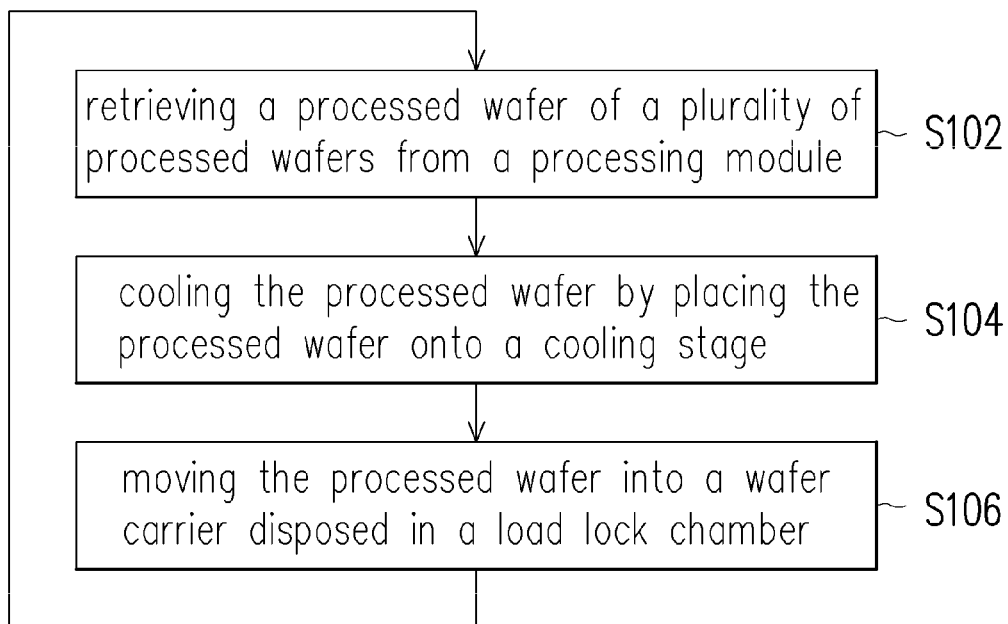 retrieving a processed wafer of a plurality of
processed wafers from a processing module
S102
cooling the processed wafer by placing the
processed wafer onto a cooling stage
S104
moving the processed wafer into a wafer
carrier disposed in a load lock chamber
S106